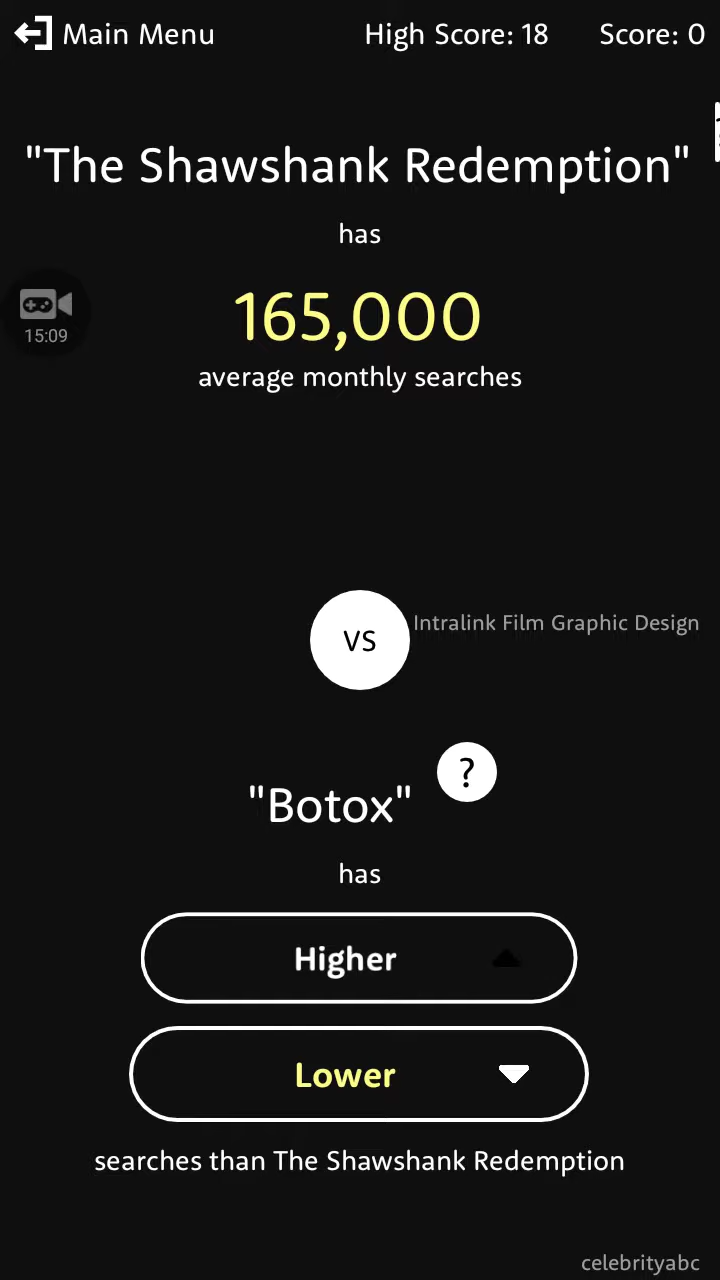 Main Menu High Score: 18 Score: 0
"The Shawshank Redemption"
has
165,000
15:09
average monthly searches
VS
Intralink Film Graphic Design
?
"Botox"
has
Higher
Lower
searches than The Shawshank Redemption
celebrityabc